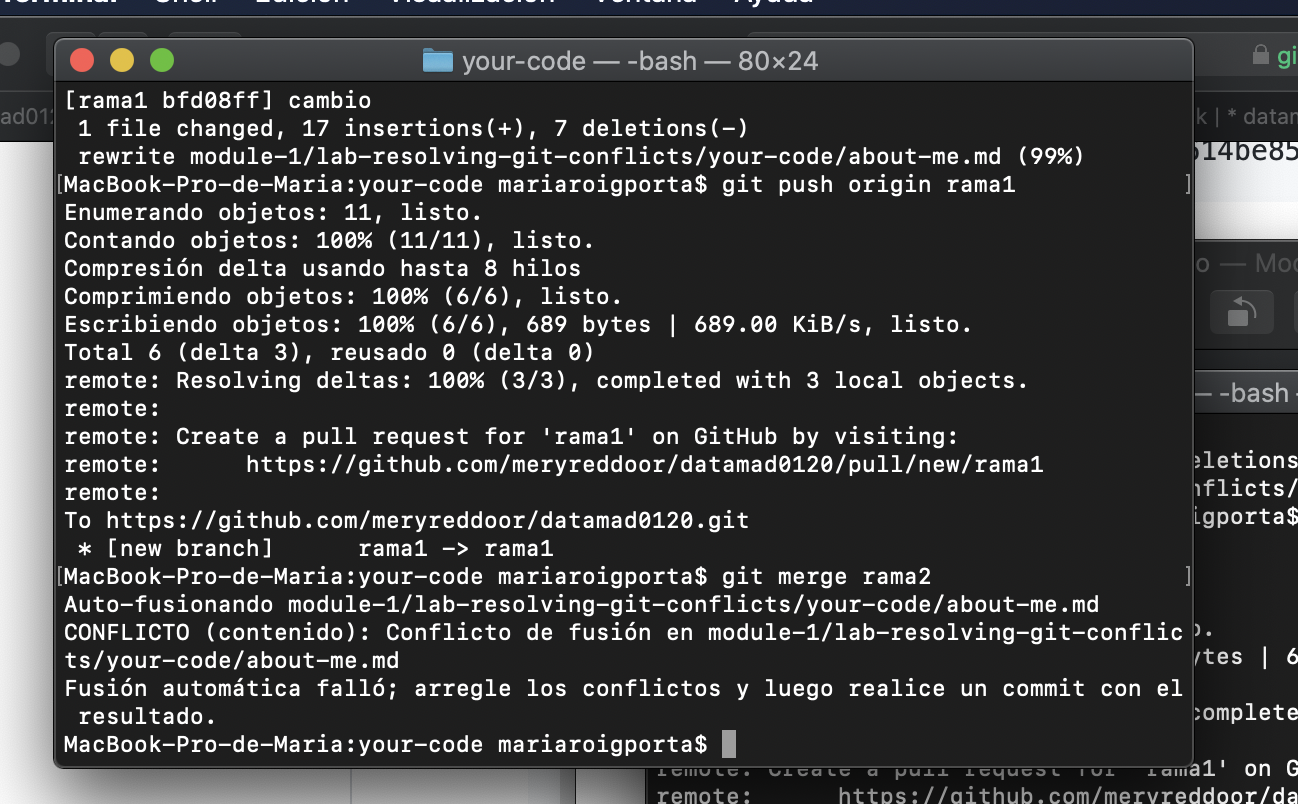 Shell
your-code — -bash — 80×24
gi
ad01
k | * datam
514be85
[rama1 bfd08ff] cambio
1 file changed, 17 insertions(+), 7 deletions(-)
rewrite module-1/lab-resolving-git-conflicts/your-code/about-me.md (99%)
[MacBook-Pro-de-Maria:your-code mariaroigporta$ git push origin rama1 ]
Enumerando objetos: 11, listo.
Contando objetos: 100% (11/11), listo.
Compresión delta usando hasta 8 hilos
Comprimiendo objetos: 100% (6/6), listo.
Escribiendo objetos: 100% (6/6), 689 bytes | 689.00 KiB/s, listo.
Total 6 (delta 3), reusado 0 (delta 0)
remote: Resolving deltas: 100% (3/3), completed with 3 local objects.
remote:
remote: Create a pull request for 'rama1' on GitHub by visiting:
remote:      https://github.com/meryreddoor/datamad0120/pull/new/rama1
remote:
To https://github.com/meryreddoor/datamad0120.git
* [new branch]      rama1 -> rama1
[MacBook-Pro-de-Maria:your-code mariaroigporta$ git merge rama2 ]
Auto-fusionando module-1/lab-resolving-git-conflicts/your-code/about-me.md
CONFLICTO (contenido): Conflicto de fusión en module-1/lab-resolving-git-conflic
ts/your-code/about-me.md
Fusión automática falló; arregle los conflictos y luego realice un commit con el
resultado.
MacBook-Pro-de-Maria:your-code mariaroigporta$
o — Mod
— -bash
eletions
nflicts/
igporta$
o.
ytes | 6
complete
remote: Create a pull request for 'rama1' on G
remote:      https://github.com/meryreddoor/da